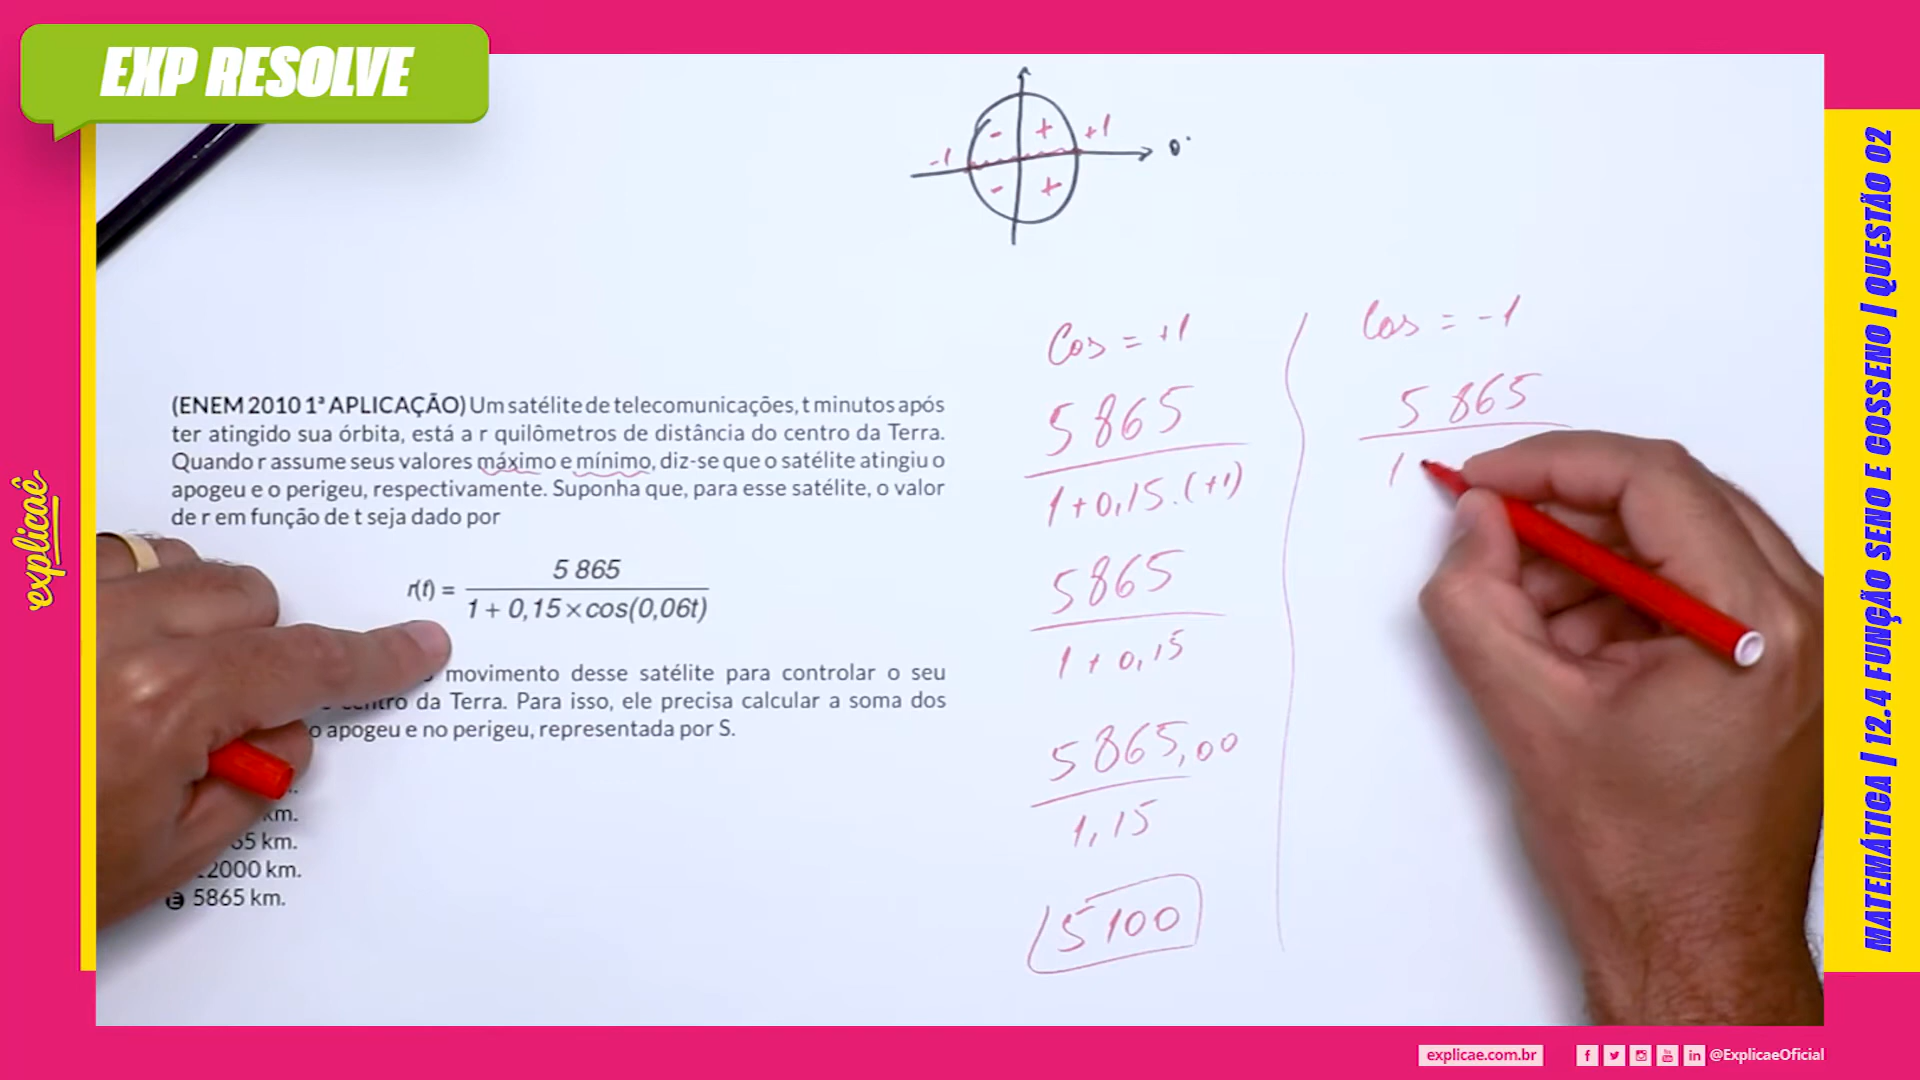 EXP RESOLVE
- +
-1 +1 0°
- +
(ENEM 2010 1ª APLICAÇÃO) Um satélite de telecomunicações, t minutos após
ter atingido sua órbita, está a r quilômetros de distância do centro da Terra.
Quando r assume seus valores máximo e mínimo, diz-se que o satélite atingiu o
apogeu e o perigeu, respectivamente. Suponha que, para esse satélite, o valor
de r em função de t seja dado por
r(t) = 5 865
1 + 0,15 × cos(0,06t)
movimento desse satélite para controlar o seu
centro da Terra. Para isso, ele precisa calcular a soma dos
o apogeu e no perigeu, representada por S.
km.
65 km.
12000 km.
E 5865 km.
Cos = +1
5865
1 + 0,15 . (+1)
5865
1 + 0,15
5865,00
1,15
5100
Cos = -1
5865
1
explicaê
MATEMÁTICA | 12.4 FUNÇÃO SENO E COSSENO | QUESTÃO 02
explicae.com.br
@ExplicaeOficial